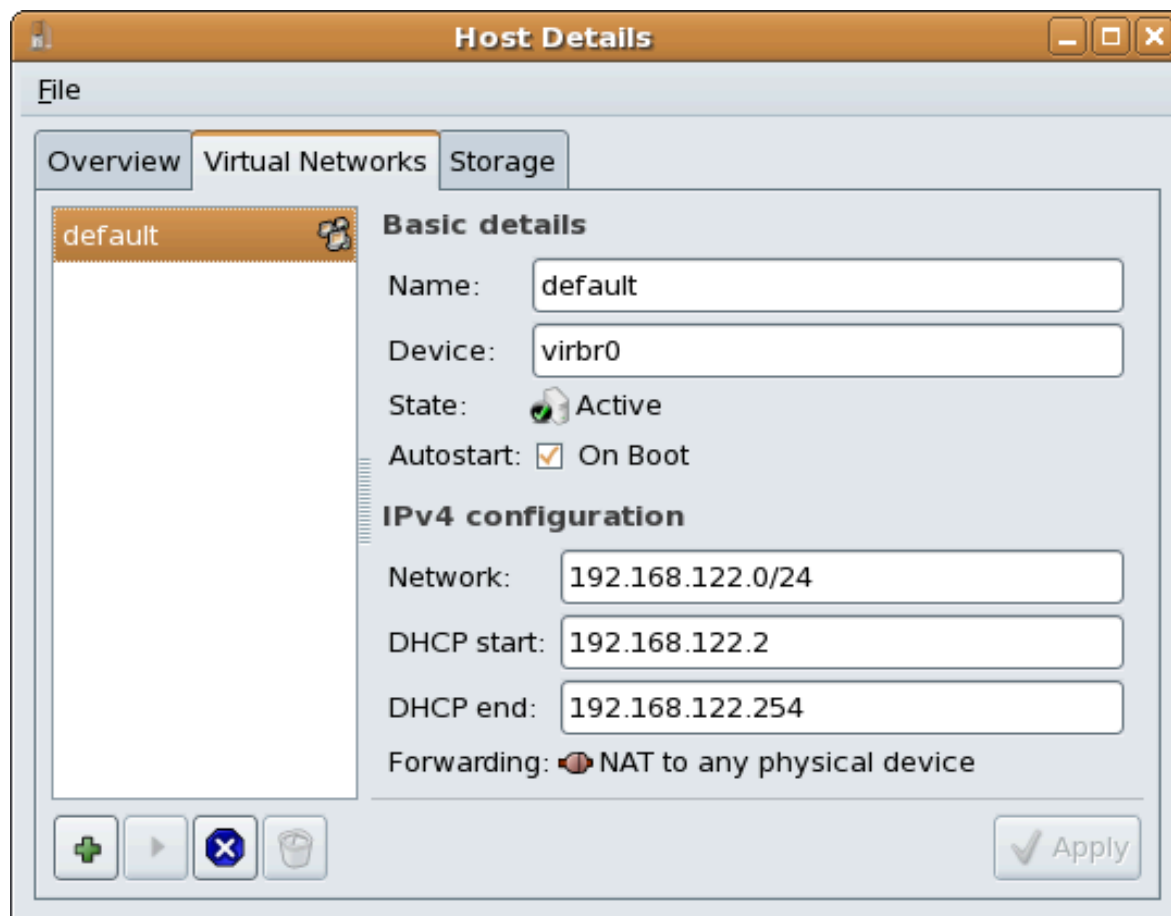 Host Details
File
Overview Virtual Networks Storage
default
Basic details
Name: default
Device: virbr0
State: Active
Autostart: On Boot
IPv4 configuration
Network: 192.168.122.0/24
DHCP start: 192.168.122.2
DHCP end: 192.168.122.254
Forwarding: NAT to any physical device
Apply